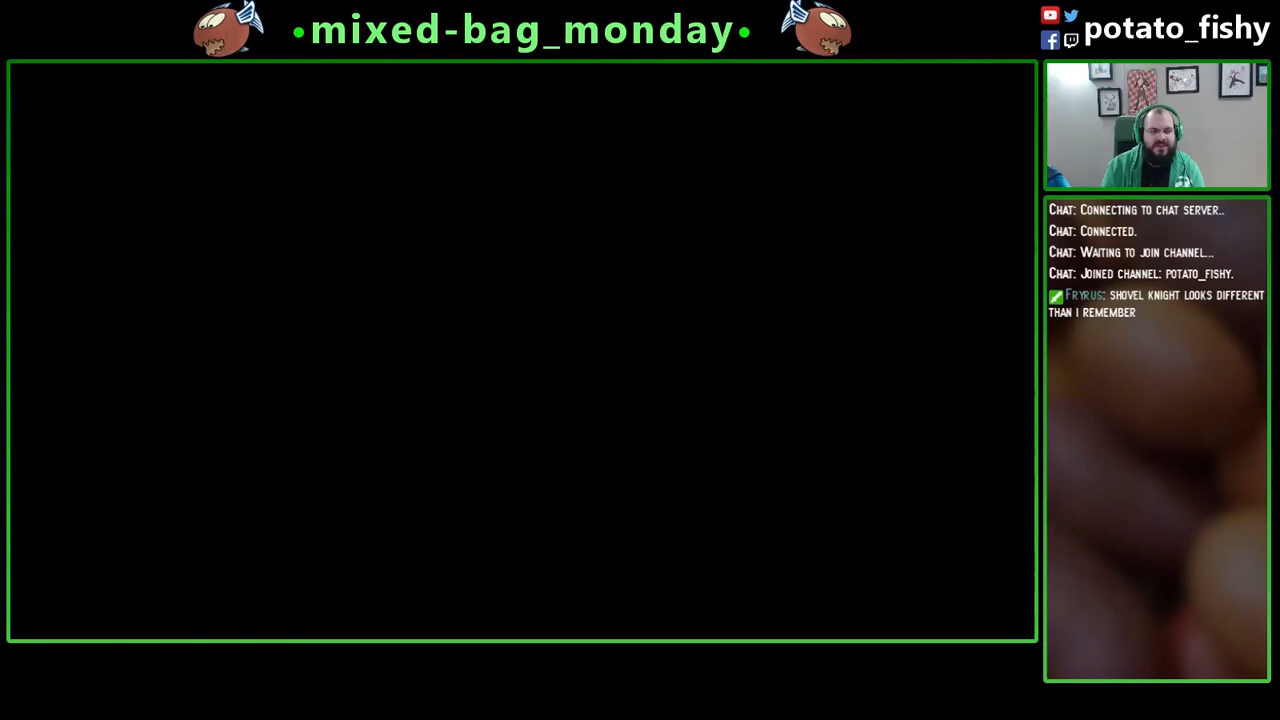 •mixed-bag_monday•
potato_fishy
Chat: Connecting to chat server..
Chat: Connected.
Chat: Waiting to join channel...
Chat: Joined channel: potato_fishy.
Fryrus: shovel knight looks different
than i remember